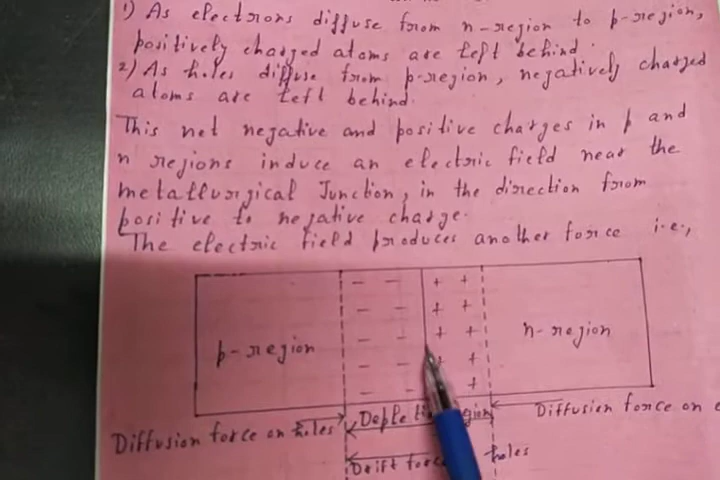 1) As electrons diffuse from n-region to p-region,
positively charged atoms are left behind.
2) As holes diffuse from p-region, negatively charged
atoms are left behind.
This net negative and positive charges in p and
n regions induce an electric field near the
metallurgical Junction, in the direction from
positive to negative charge.
The electric field produces another force i.e.,
- - + +
- - + +
p-region - - + + n-region
- - + +
- - +
Diffusion force on holes Depletion region Diffusion force on
Drift force holes